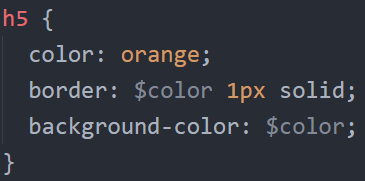 h5 {
  color: orange;
  border: $color 1px solid;
  background-color: $color;
}